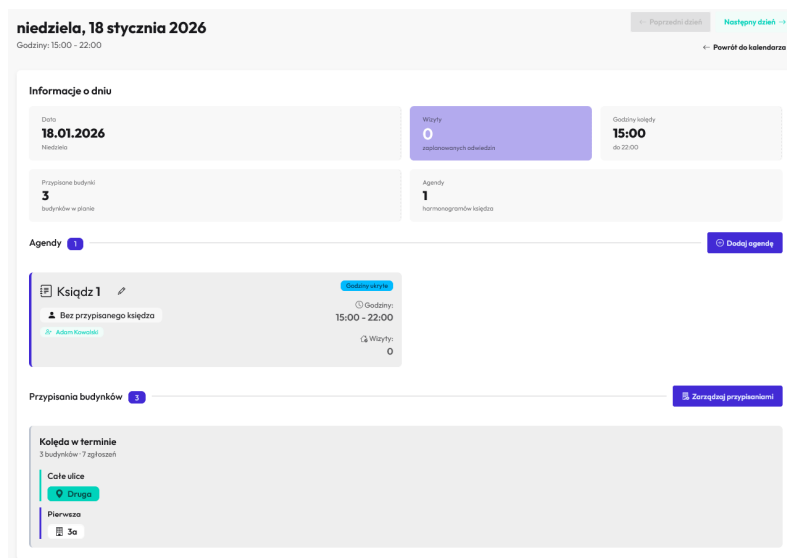 niedziela, 18 stycznia 2026
Godziny: 15:00 - 22:00
← Poprzedni dzień
Następny dzień →
← Powrót do kalendarza
Informacje o dniu
Data
18.01.2026
Niedziela
Wizyty
0
zaplanowanych odwiedzin
Godziny kolędy
15:00
do 22:00
Przypisane budynki
3
budynków w planie
Agendy
1
harmonogramów księdza
Agendy 1
Dodaj agendę
Ksiądz 1
Bez przypisanego księdza
Adam Kowalski
Godziny ukryte
Godziny:
15:00 - 22:00
Wizyty:
0
Przypisania budynków 3
Zarządzaj przypisaniami
Kolęda w terminie
3 budynków · 7 zgłoszeń
Całe ulice
Druga
Pierwsza
3a